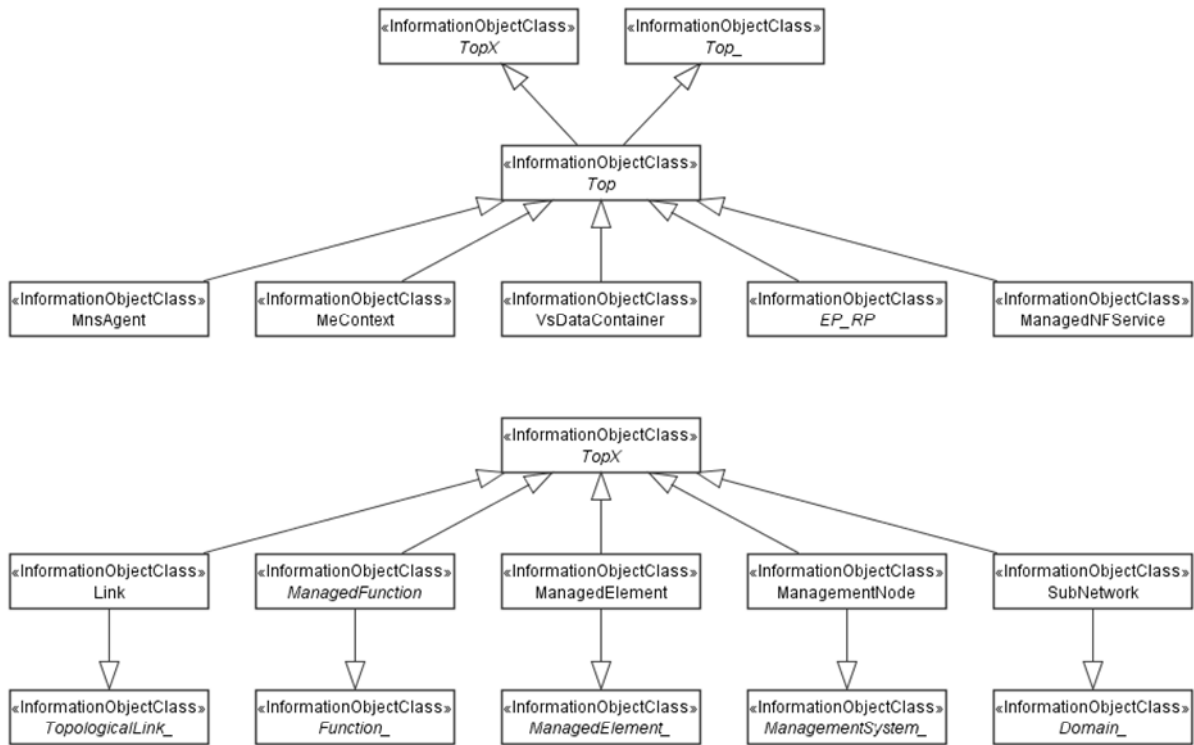 «InformationObjectClass»
TopX
«InformationObjectClass»
Top_
«InformationObjectClass»
Top
«InformationObjectClass»
MnsAgent
«InformationObjectClass»
MeContext
«InformationObjectClass»
VsDataContainer
«InformationObjectClass»
EP_RP
«InformationObjectClass»
ManagedNFService
«InformationObjectClass»
TopX
«InformationObjectClass»
Link
«InformationObjectClass»
ManagedFunction
«InformationObjectClass»
ManagedElement
«InformationObjectClass»
ManagementNode
«InformationObjectClass»
SubNetwork
«InformationObjectClass»
TopologicalLink_
«InformationObjectClass»
Function_
«InformationObjectClass»
ManagedElement_
«InformationObjectClass»
ManagementSystem_
«InformationObjectClass»
Domain_